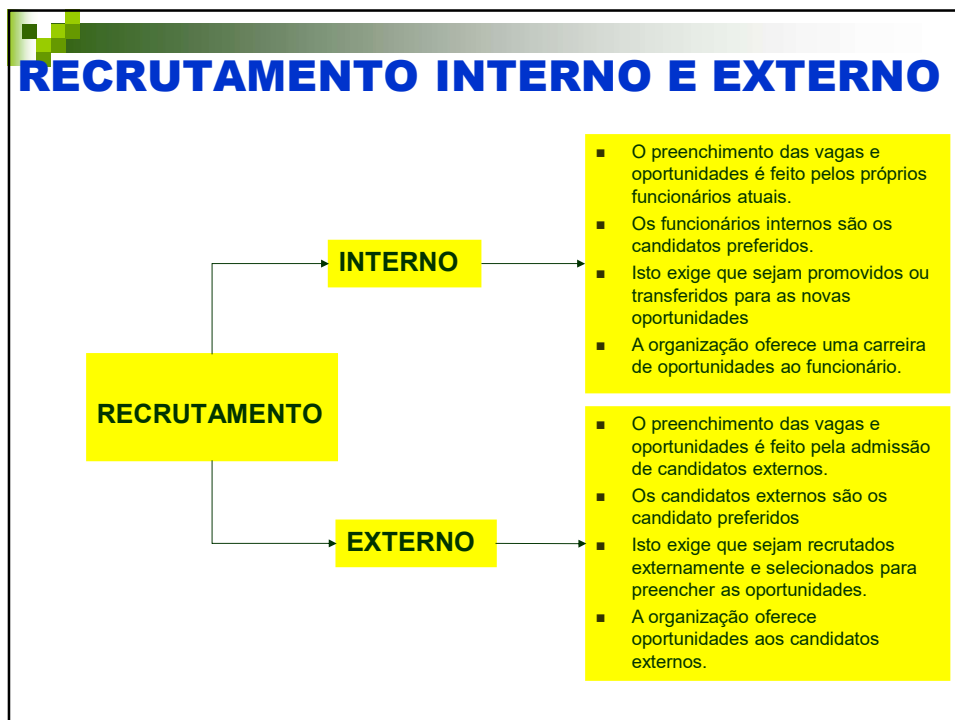 RECRUTAMENTO INTERNO E EXTERNO
RECRUTAMENTO
INTERNO
■ O preenchimento das vagas e
oportunidades é feito pelos próprios
funcionários atuais.
■ Os funcionários internos são os
candidatos preferidos.
■ Isto exige que sejam promovidos ou
transferidos para as novas
oportunidades
■ A organização oferece uma carreira
de oportunidades ao funcionário.
EXTERNO
■ O preenchimento das vagas e
oportunidades é feito pela admissão
de candidatos externos.
■ Os candidatos externos são os
candidato preferidos
■ Isto exige que sejam recrutados
externamente e selecionados para
preencher as oportunidades.
■ A organização oferece
oportunidades aos candidatos
externos.